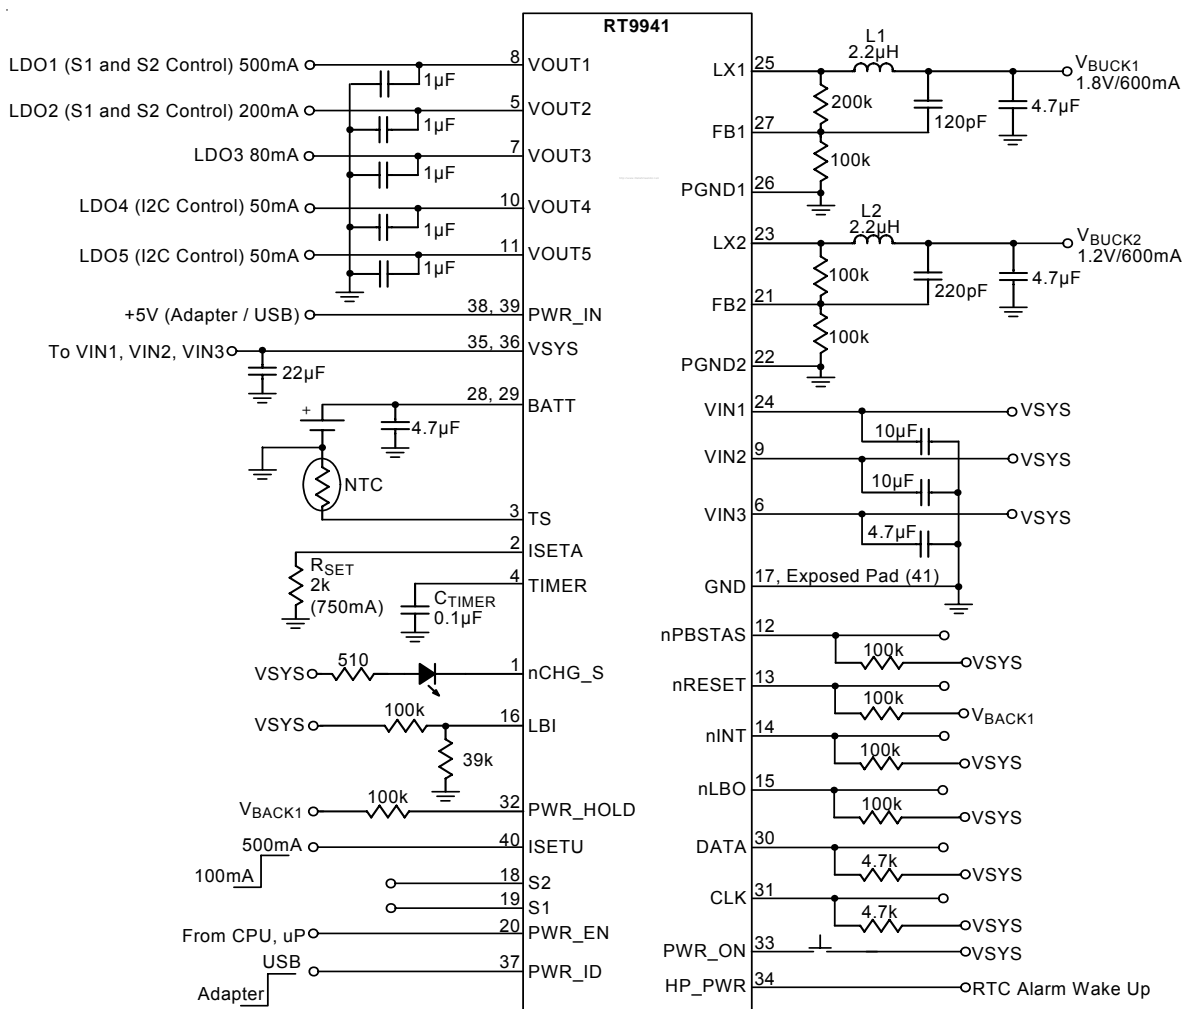 RT9941
LDO1 (S1 and S2 Control) 500mA
8
VOUT1
1µF
LDO2 (S1 and S2 Control) 200mA
5
VOUT2
1µF
LDO3 80mA
7
VOUT3
1µF
LDO4 (I2C Control) 50mA
10
VOUT4
1µF
LDO5 (I2C Control) 50mA
11
VOUT5
1µF
+5V (Adapter / USB)
38, 39
PWR_IN
To VIN1, VIN2, VIN3
35, 36
VSYS
22µF
28, 29
BATT
+
4.7µF
NTC
3
TS
2
ISETA
RSET
2k
(750mA)
4
TIMER
CTIMER
0.1µF
VSYS
510
1
nCHG_S
VSYS
100k
16
LBI
39k
VBACK1
100k
32
PWR_HOLD
500mA
100mA
40
ISETU
18
S2
19
S1
From CPU, uP
20
PWR_EN
USB
Adapter
37
PWR_ID
LX1
25
L1
2.2µH
VBUCK1
1.8V/600mA
200k
120pF
4.7µF
FB1
27
100k
PGND1
26
LX2
23
L2
2.2µH
VBUCK2
1.2V/600mA
100k
220pF
4.7µF
FB2
21
100k
PGND2
22
VIN1
24
VSYS
10µF
VIN2
9
VSYS
10µF
VIN3
6
VSYS
4.7µF
GND
17, Exposed Pad (41)
nPBSTAS
12
100k
VSYS
nRESET
13
100k
VBACK1
nINT
14
100k
VSYS
nLBO
15
100k
VSYS
DATA
30
4.7k
VSYS
CLK
31
4.7k
VSYS
PWR_ON
33
VSYS
HP_PWR
34
RTC Alarm Wake Up